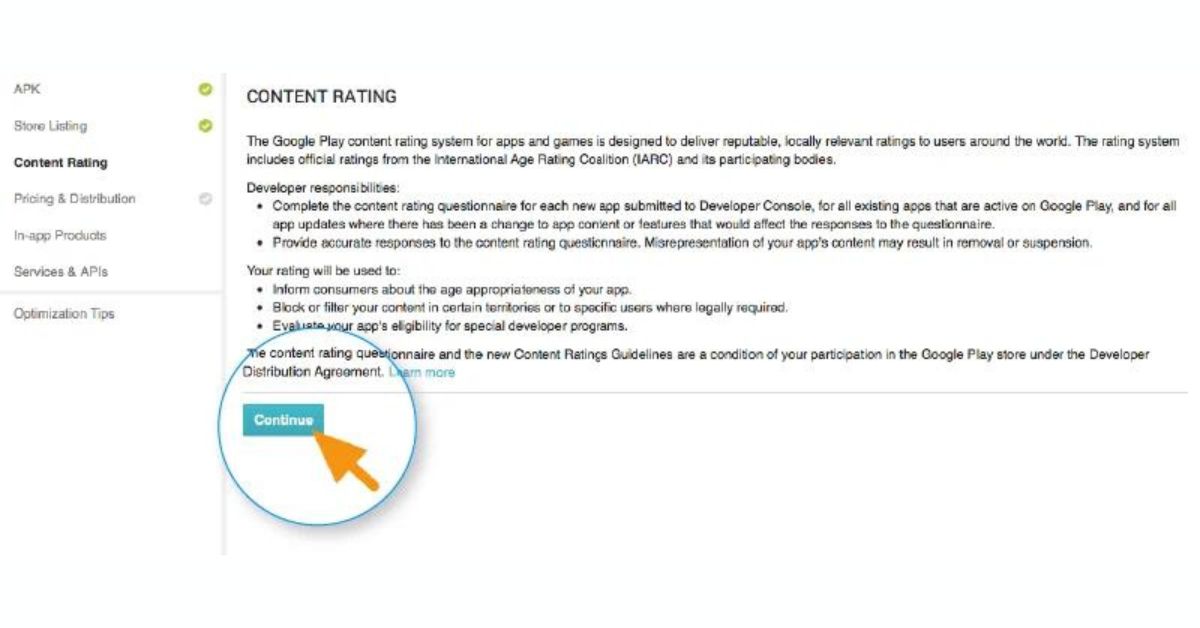 APK
Store Listing
Content Rating
Pricing & Distribution
In-app Products
Services & APIs
Optimization Tips
CONTENT RATING
The Google Play content rating system for apps and games is designed to deliver reputable, locally relevant ratings to users around the world. The rating system
includes official ratings from the International Age Rating Coalition (IARC) and its participating bodies.
Developer responsibilities:
• Complete the content rating questionnaire for each new app submitted to Developer Console, for all existing apps that are active on Google Play, and for all
app updates where there has been a change to app content or features that would affect the responses to the questionnaire.
• Provide accurate responses to the content rating questionnaire. Misrepresentation of your app's content may result in removal or suspension.
Your rating will be used to:
• Inform consumers about the age appropriateness of your app.
• Block or filter your content in certain territories or to specific users where legally required.
• Evaluate your app's eligibility for special developer programs.
The content rating questionnaire and the new Content Ratings Guidelines are a condition of your participation in the Google Play store under the Developer
Distribution Agreement. Learn more
Continue